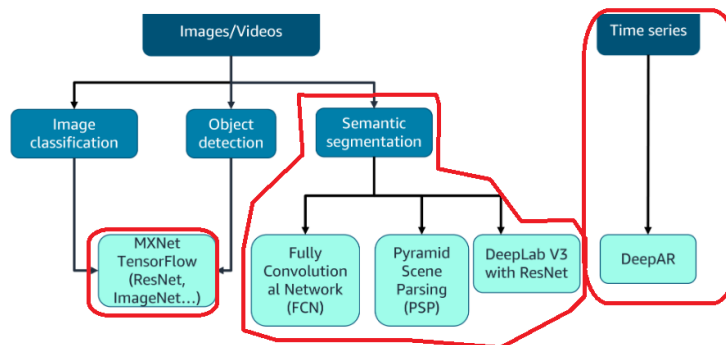 Images/Videos
Time series
Image
classification
Object
detection
Semantic
segmentation
MXNet
TensorFlow
(ResNet,
ImageNet...)
Fully
Convolution
al Network
(FCN)
Pyramid
Scene
Parsing
(PSP)
DeepLab V3
with ResNet
DeepAR